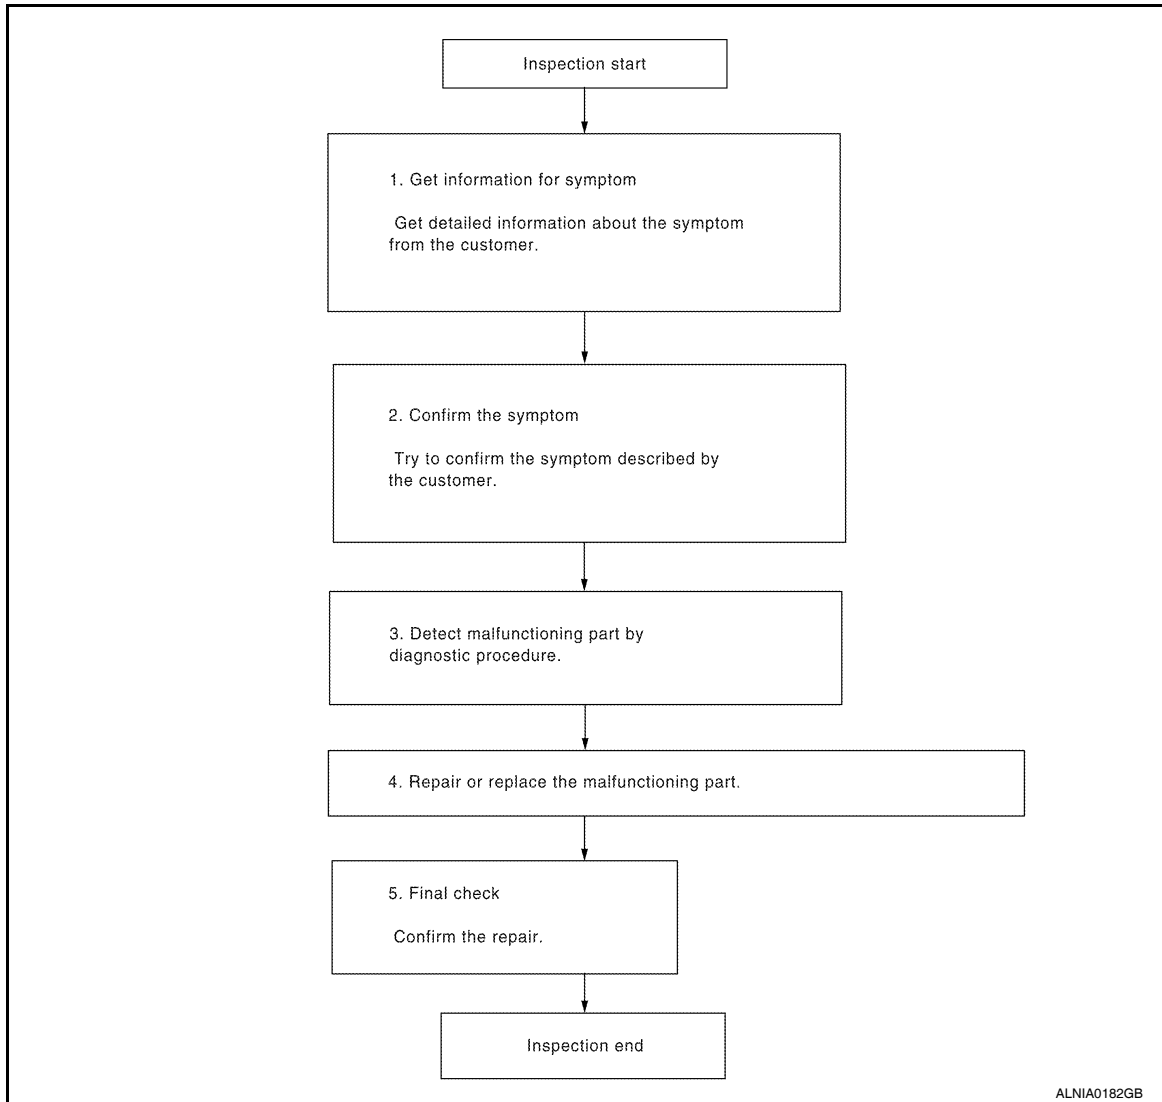 Inspection start
1. Get information for symptom
Get detailed information about the symptom
from the customer.
2. Confirm the symptom
Try to confirm the symptom described by
the customer.
3. Detect malfunctioning part by
diagnostic procedure.
4. Repair or replace the malfunctioning part.
5. Final check
Confirm the repair.
Inspection end
ALNIA0182GB